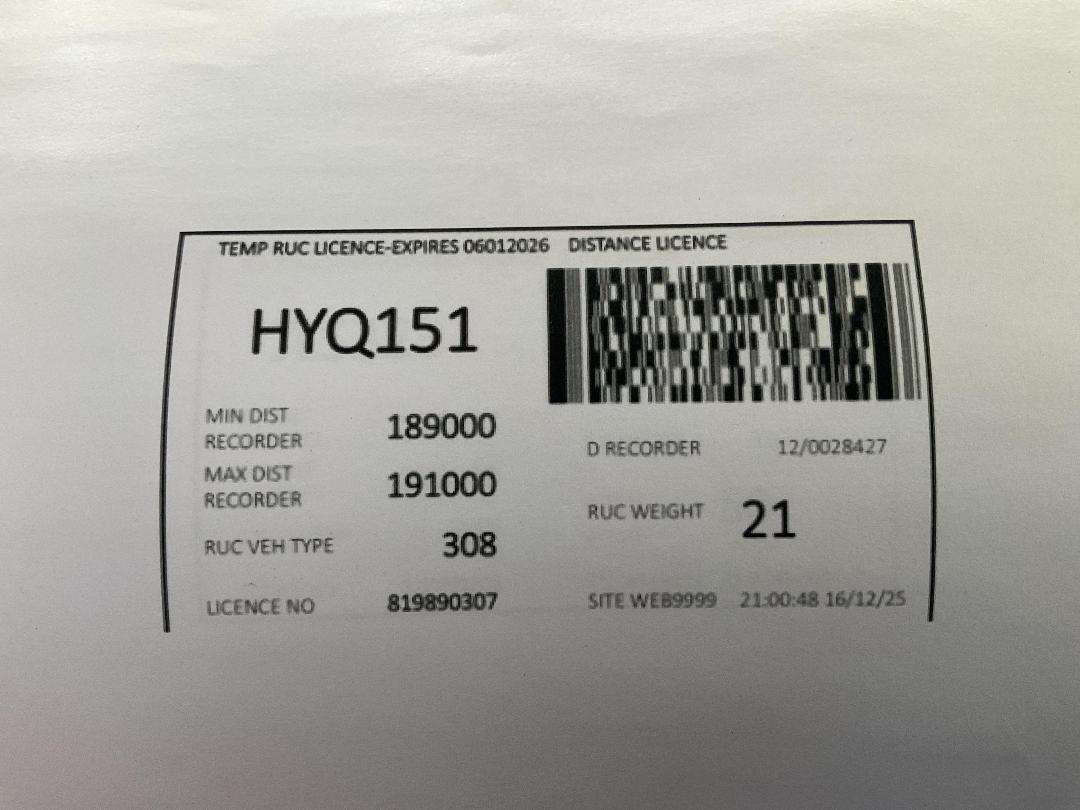 TEMP RUC LICENCE-EXPIRES 06012026 DISTANCE LICENCE
HYQ151
MIN DIST
RECORDER 189000
MAX DIST
RECORDER 191000
RUC VEH TYPE 308
LICENCE NO 819890307
D RECORDER 12/0028427
RUC WEIGHT 21
SITE WEB9999 21:00:48 16/12/25